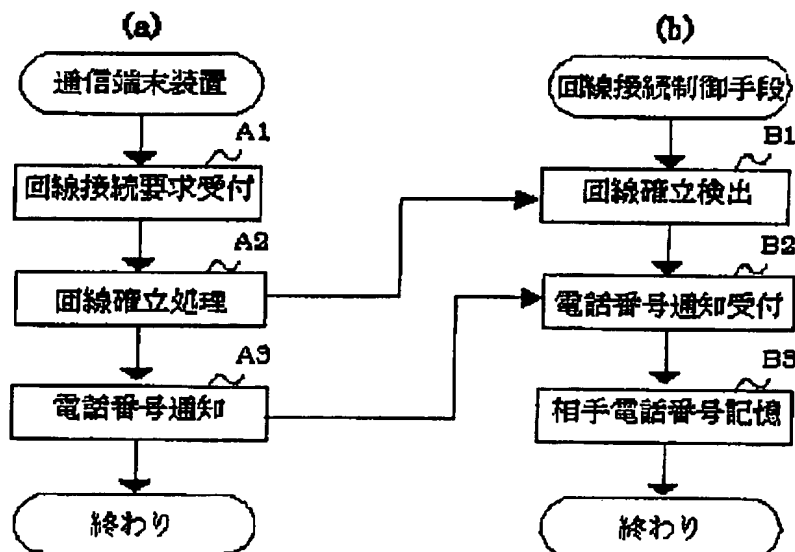 (a)
通信端末装置
A1
回線接続要求受付
A2
回線確立処理
A3
電話番号通知
終わり
(b)
回線接続制御手段
B1
回線確立検出
B2
電話番号通知受付
B3
相手電話番号記憶
終わり